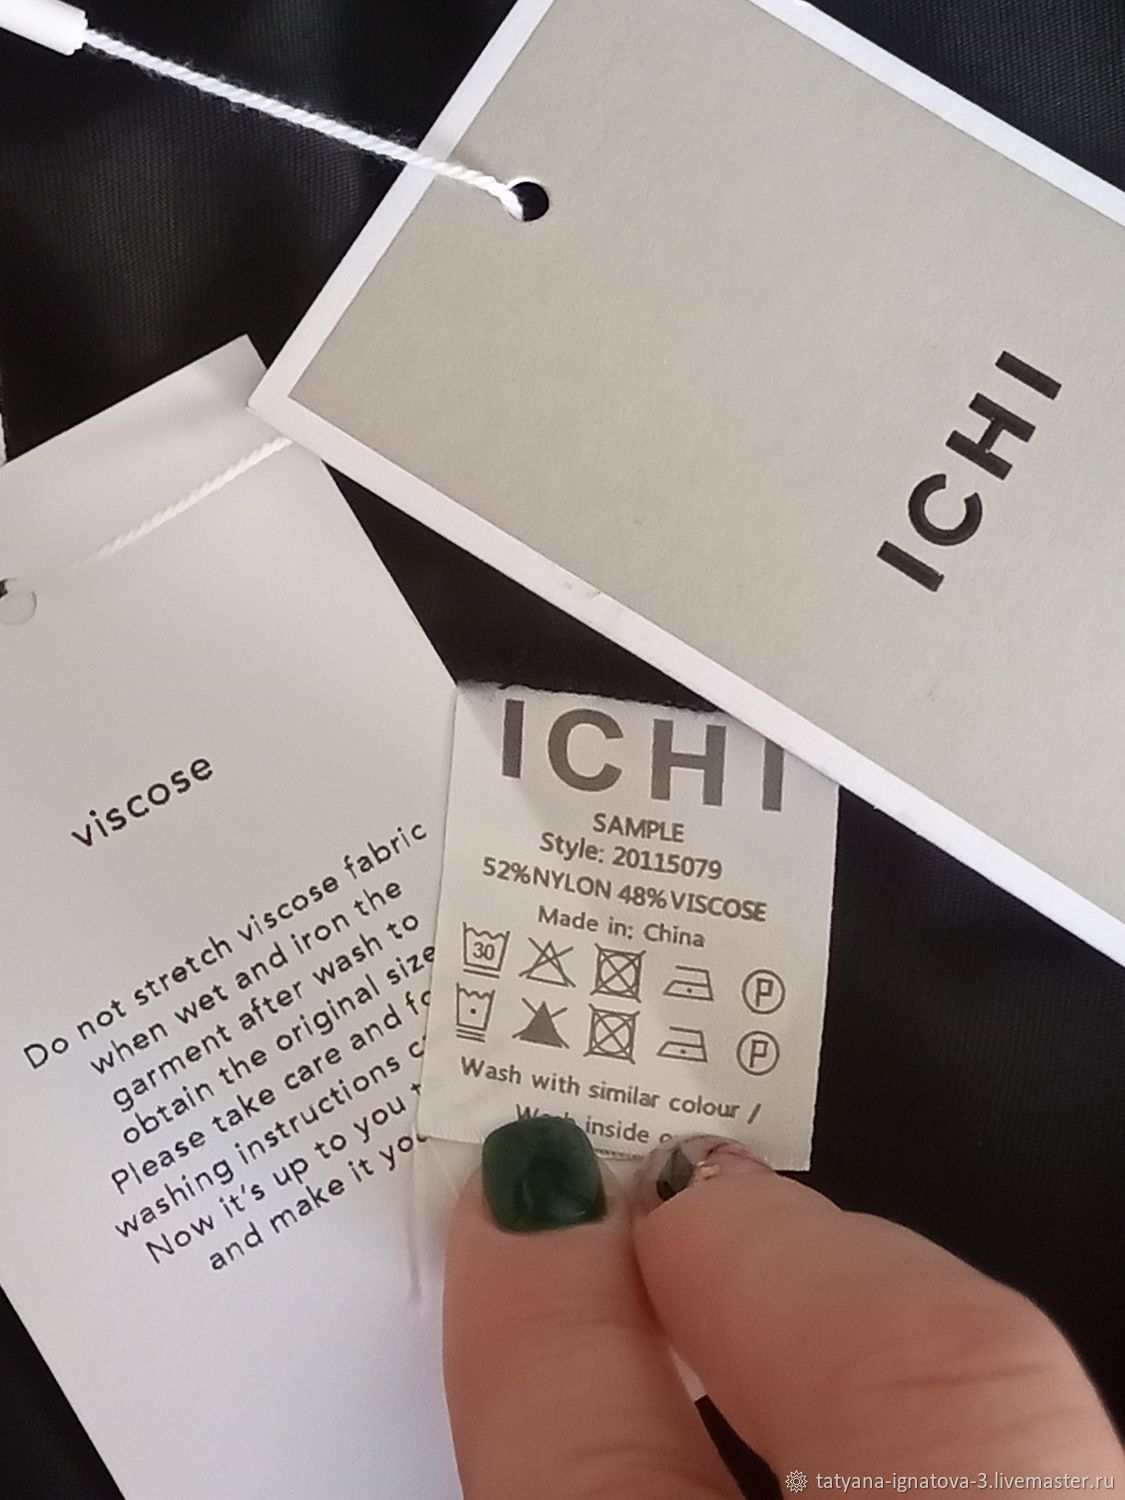 ICHI
viscose
Do not stretch viscose fabric
when wet and iron the
garment after wash to
obtain the original size
Please take care and
washing instructions
Now it's up to you
and make it
ICHI
SAMPLE
Style: 20115079
52%NYLON 48%VISCOSE
Made in: China
30
P
P
Wash with similar colour /
Wash inside
tatyana-ignatova-3.livemaster.ru